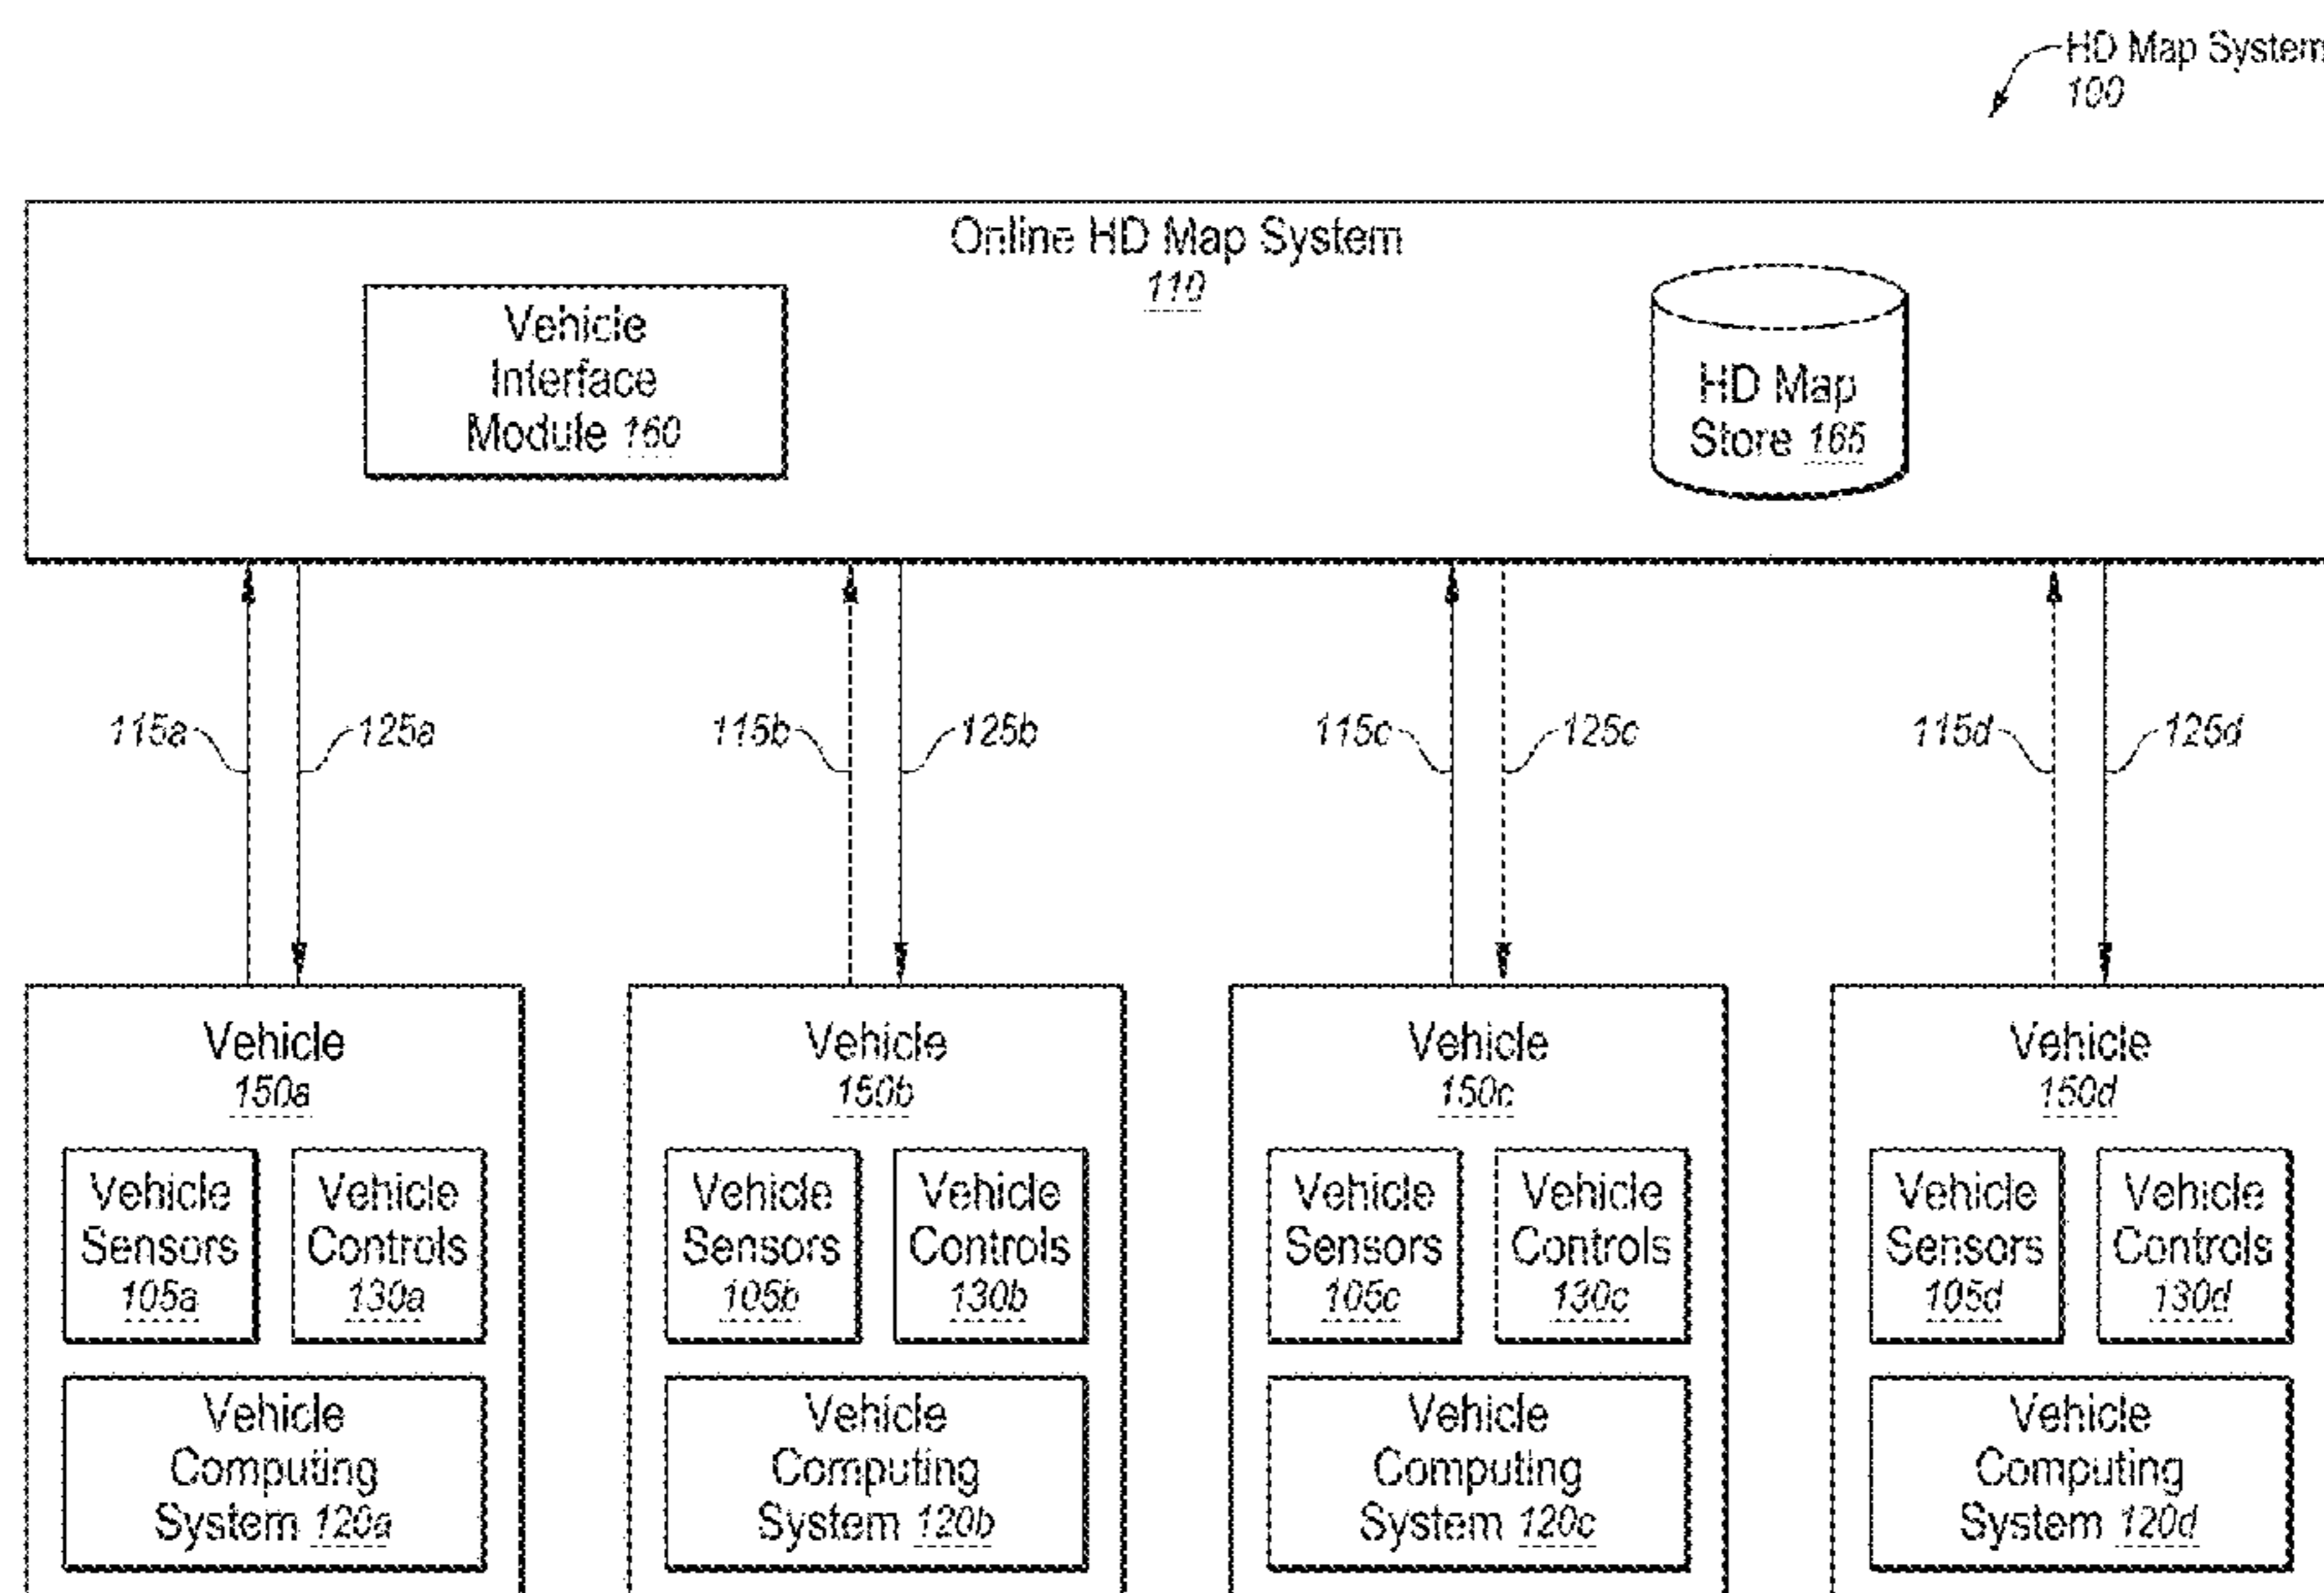 HD Map System
100
Online HD Map System
110
Vehicle
Interface
Module 160
HD Map
Store 165
115a
125a
115b
125b
115c
125c
115d
125d
Vehicle
150a
Vehicle
Sensors
105a
Vehicle
Controls
130a
Vehicle
Computing
System 120a
Vehicle
150b
Vehicle
Sensors
105b
Vehicle
Controls
130b
Vehicle
Computing
System 120b
Vehicle
150c
Vehicle
Sensors
105c
Vehicle
Controls
130c
Vehicle
Computing
System 120c
Vehicle
150d
Vehicle
Sensors
105d
Vehicle
Controls
130d
Vehicle
Computing
System 120d